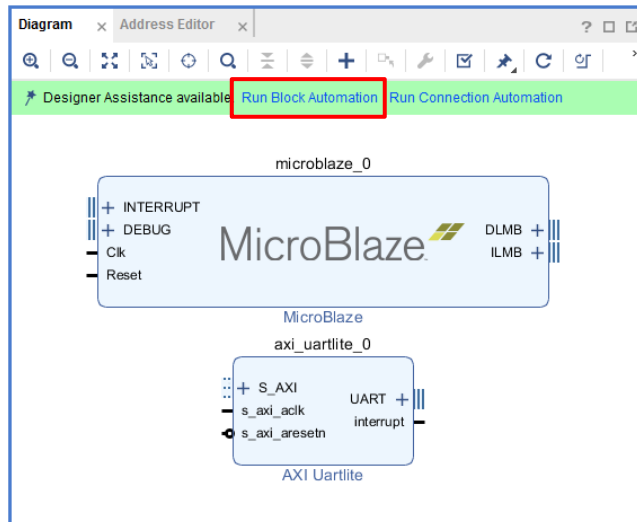 Diagram × Address Editor × ?
Designer Assistance available Run Block Automation Run Connection Automation
microblaze_0
INTERRUPT
DEBUG
Clk
Reset
MicroBlaze
DLMB
ILMB
MicroBlaze
axi_uartlite_0
S_AXI
s_axi_aclk
s_axi_aresetn
UART
interrupt
AXI Uartlite